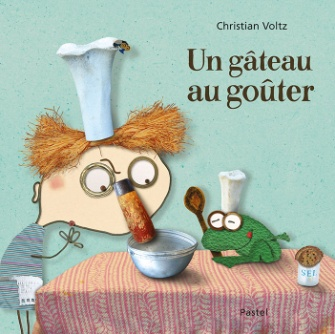 Christian Voltz
Un gâteau
au goûter
SEL
Pastel